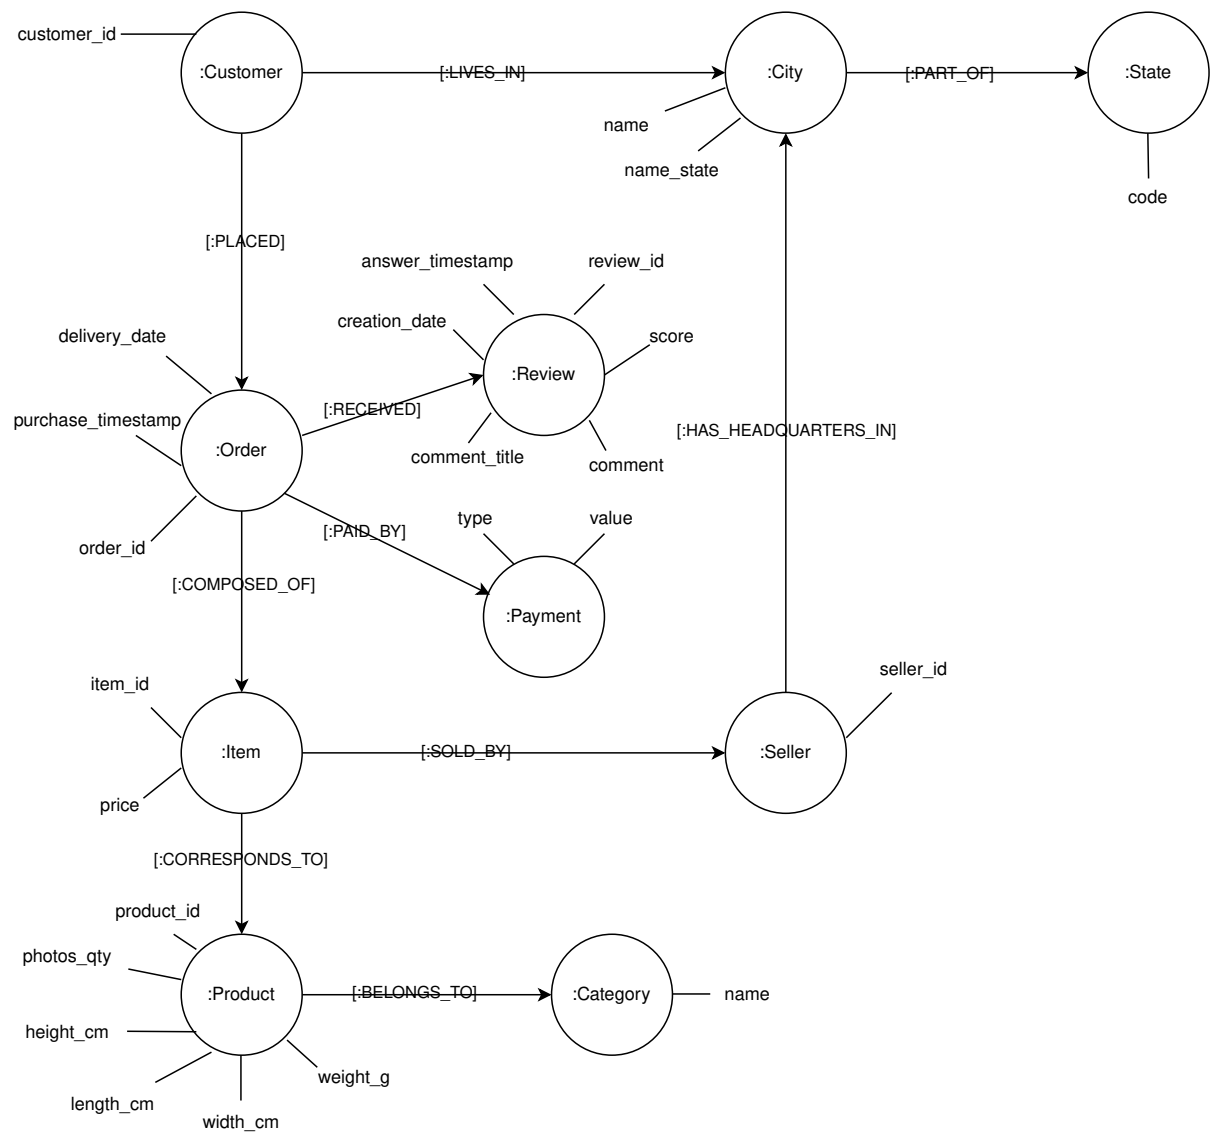 customer_id
:Customer
[:LIVES_IN]
:City
[:PART_OF]
:State
name
name_state
code
[:PLACED]
answer_timestamp
review_id
creation_date
score
delivery_date
:Review
[:RECEIVED]
purchase_timestamp
:Order
[:HAS_HEADQUARTERS_IN]
comment_title
comment
type
value
[:PAID_BY]
order_id
[:COMPOSED_OF]
:Payment
item_id
seller_id
:Item
[:SOLD_BY]
:Seller
price
[:CORRESPONDS_TO]
product_id
photos_qty
:Product
[:BELONGS_TO]
:Category
name
height_cm
weight_g
length_cm
width_cm